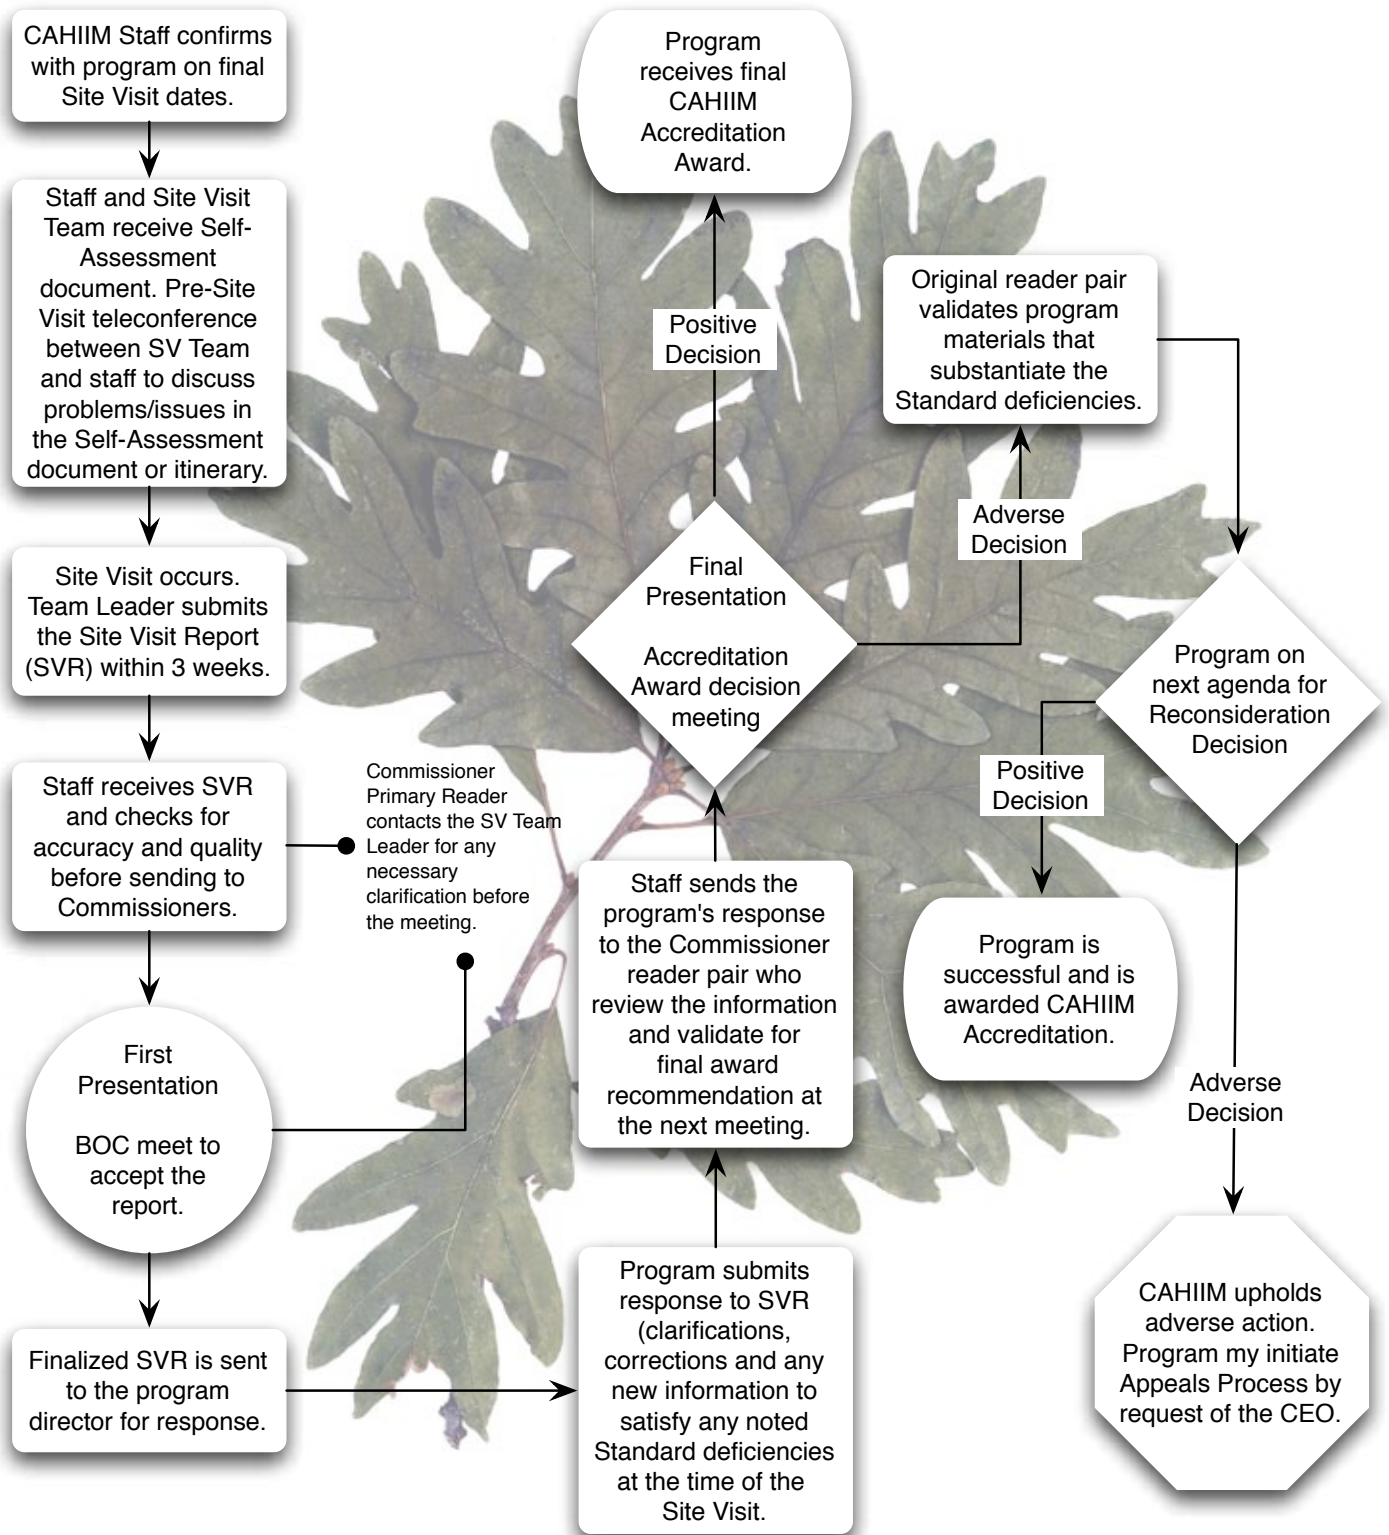 CAHIIM Staff confirms
with program on final
Site Visit dates.
Staff and Site Visit
Team receive Self-
Assessment
document. Pre-Site
Visit teleconference
between SV Team
and staff to discuss
problems/issues in
the Self-Assessment
document or itinerary.
Site Visit occurs.
Team Leader submits
the Site Visit Report
(SVR) within 3 weeks.
Staff receives SVR
and checks for
accuracy and quality
before sending to
Commissioners.
Commissioner
Primary Reader
contacts the SV Team
Leader for any
necessary
clarification before
the meeting.
First
Presentation
BOC meet to
accept the
report.
Finalized SVR is sent
to the program
director for response.
Program submits
response to SVR
(clarifications,
corrections and any
new information to
satisfy any noted
Standard deficiencies
at the time of the
Site Visit.
Staff sends the
program's response
to the Commissioner
reader pair who
review the information
and validate for
final award
recommendation at
the next meeting.
Final
Presentation
Accreditation
Award decision
meeting
Positive
Decision
Program
receives final
CAHIIM
Accreditation
Award.
Adverse
Decision
Original reader pair
validates program
materials that
substantiate the
Standard deficiencies.
Program on
next agenda for
Reconsideration
Decision
Positive
Decision
Program is
successful and is
awarded CAHIIM
Accreditation.
Adverse
Decision
CAHIIM upholds
adverse action.
Program my initiate
Appeals Process by
request of the CEO.